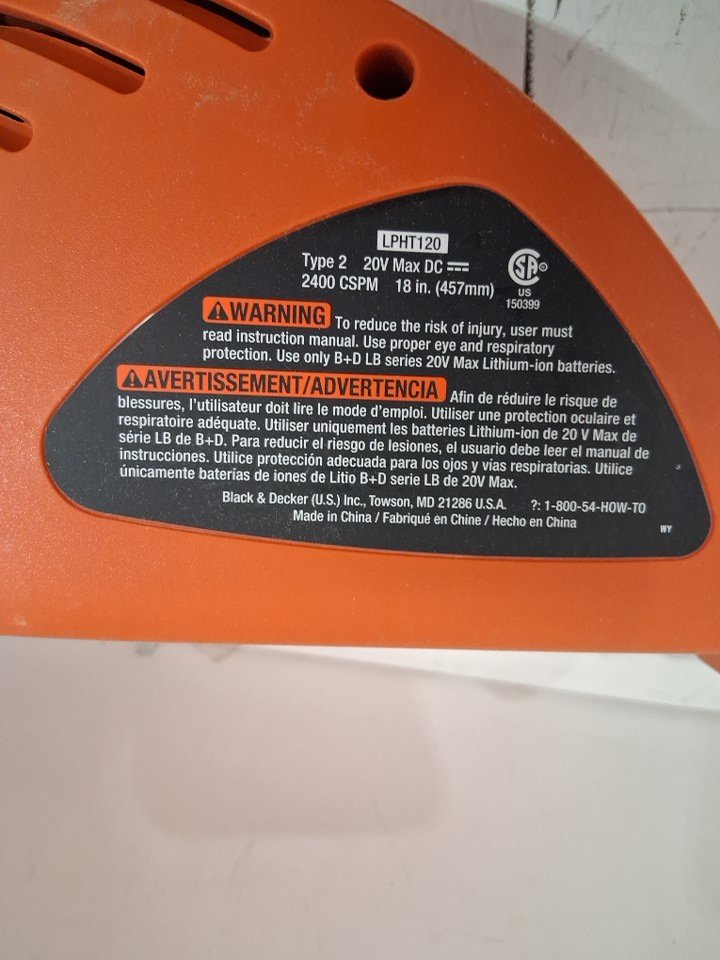 LPHT120
Type 2 20V Max DC
2400 CSPM 18 in. (457mm)
SA
US
150399
WARNING To reduce the risk of injury, user must
read instruction manual. Use proper eye and respiratory
protection. Use only B+D LB series 20V Max Lithium-ion batteries.
AVERTISSEMENT/ADVERTENCIA Afin de réduire le risque de
blessures, l'utilisateur doit lire le mode d'emploi. Utiliser une protection oculaire et
respiratoire adéquate. Utiliser uniquement les batteries Lithium-ion de 20 V Max de
série LB de B+D. Para reducir el riesgo de lesiones, el usuario debe leer el manual de
instrucciones. Utilice protección adecuada para los ojos y vías respiratorias. Utilice
únicamente baterías de iones de Litio B+D serie LB de 20V Max.
Black & Decker (U.S.) Inc., Towson, MD 21286 U.S.A. ?: 1-800-54-HOW-TO
Made in China / Fabriqué en Chine / Hecho en China
WY